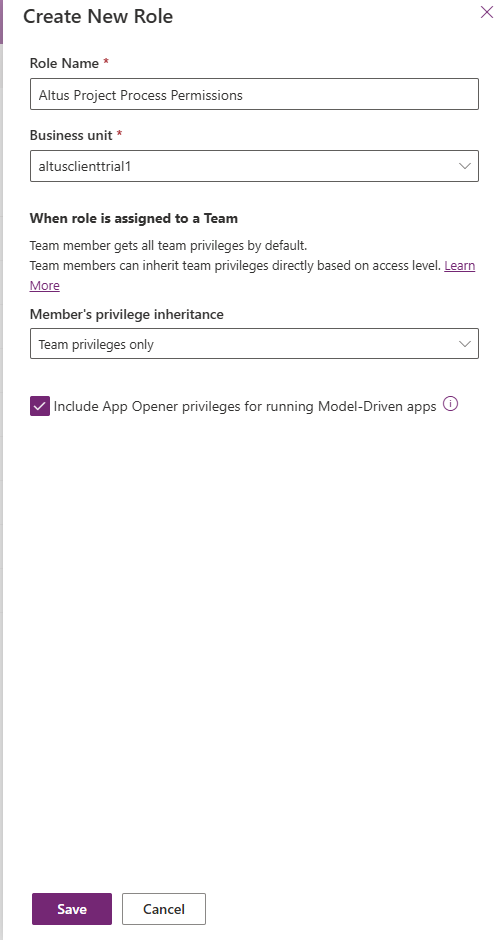 Create New Role
Role Name *
Altus Project Process Permissions
Business unit *
altusclienttrial1
When role is assigned to a Team
Team member gets all team privileges by default.
Team members can inherit team privileges directly based on access level. Learn
More
Member's privilege inheritance
Team privileges only
Include App Opener privileges for running Model-Driven apps
Save
Cancel